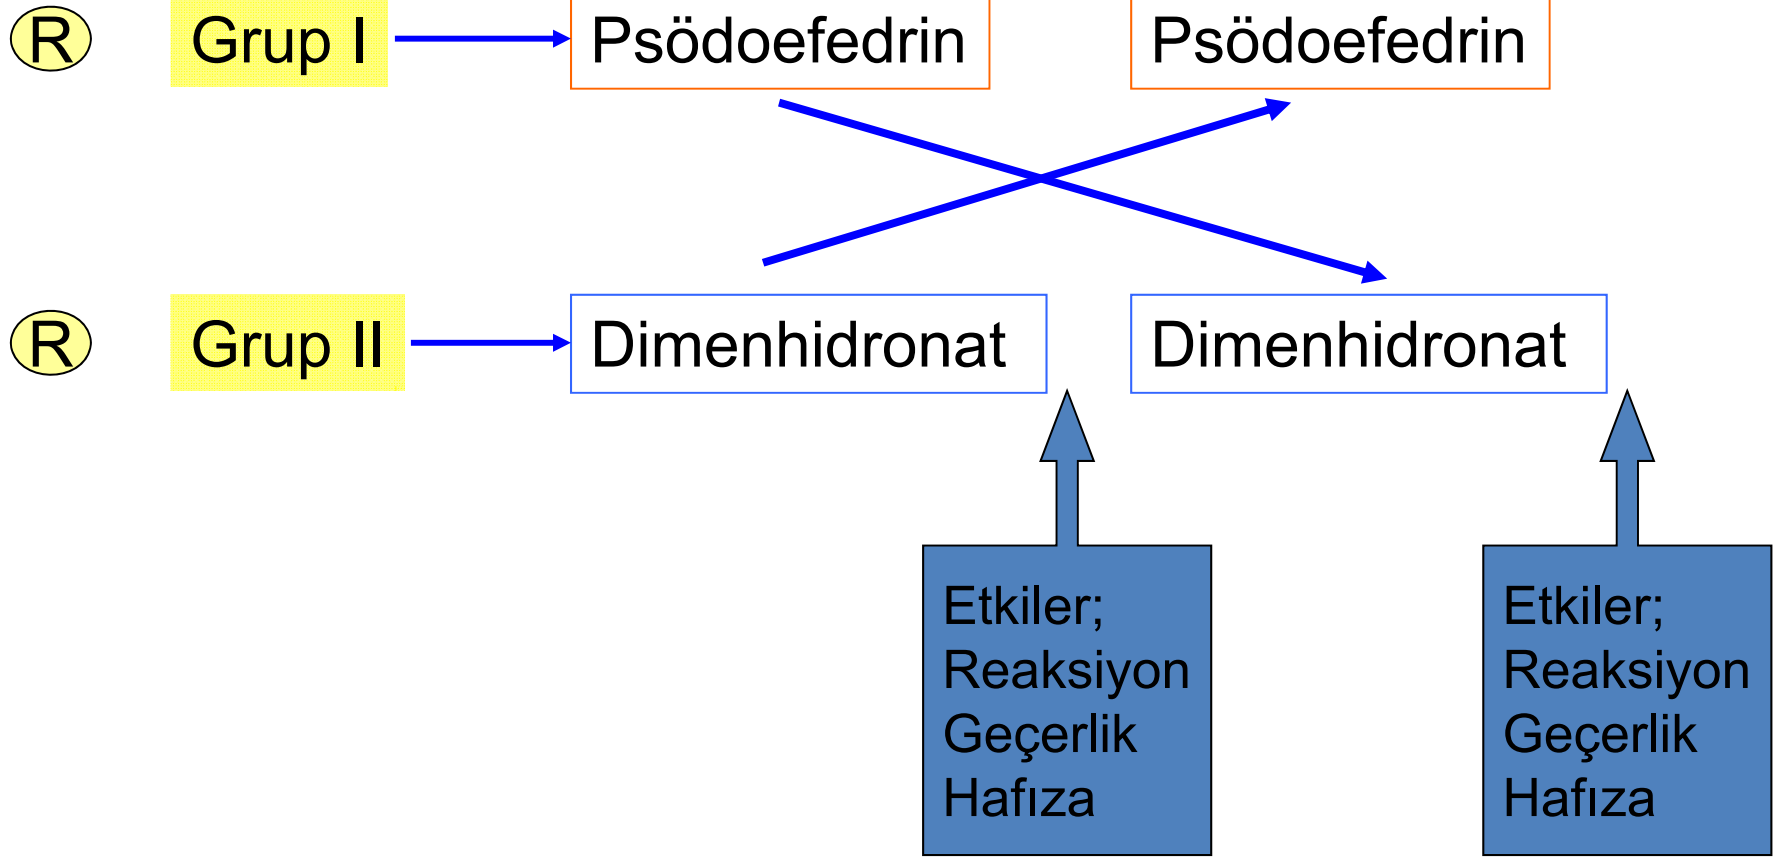 R Grup I Psödoefedrin Psödoefedrin
R Grup II Dimenhidronat Dimenhidronat
Etkiler;
Reaksiyon
Geçerlik
Hafıza
Etkiler;
Reaksiyon
Geçerlik
Hafıza